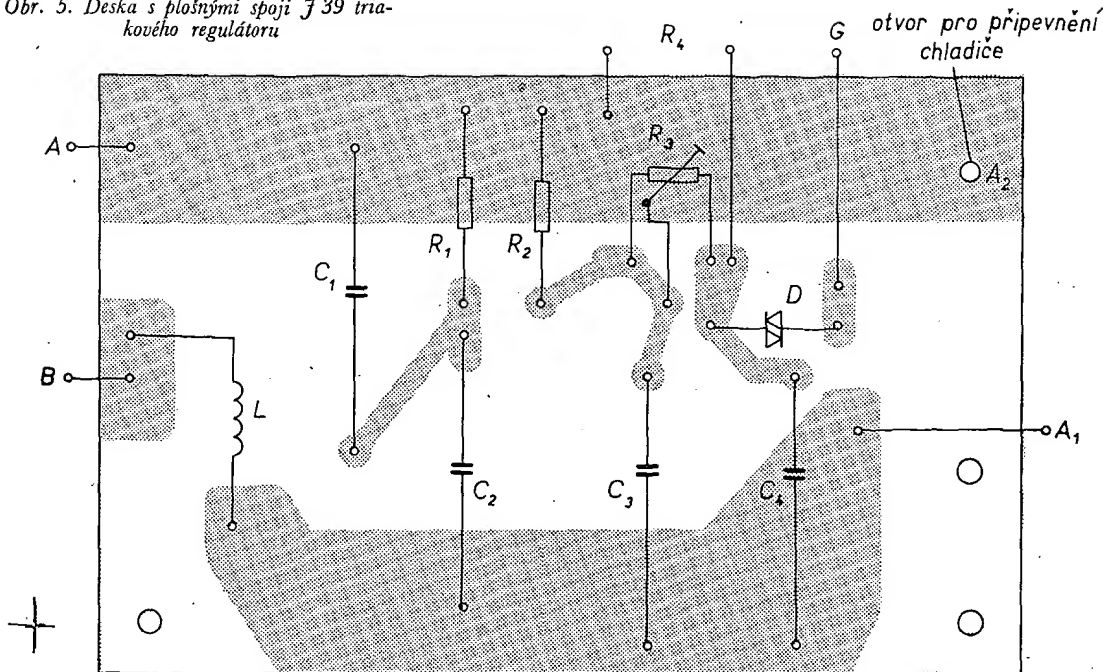 Obr. 5. Deska s plošnými spoji J 39 tria-
kového regulátoru
otvor pro připevnění
chladiče
R₄
G
A
R₃
A₂
R₁
R₂
C₁
D
B
L
A₁
C₂
C₃
C₄